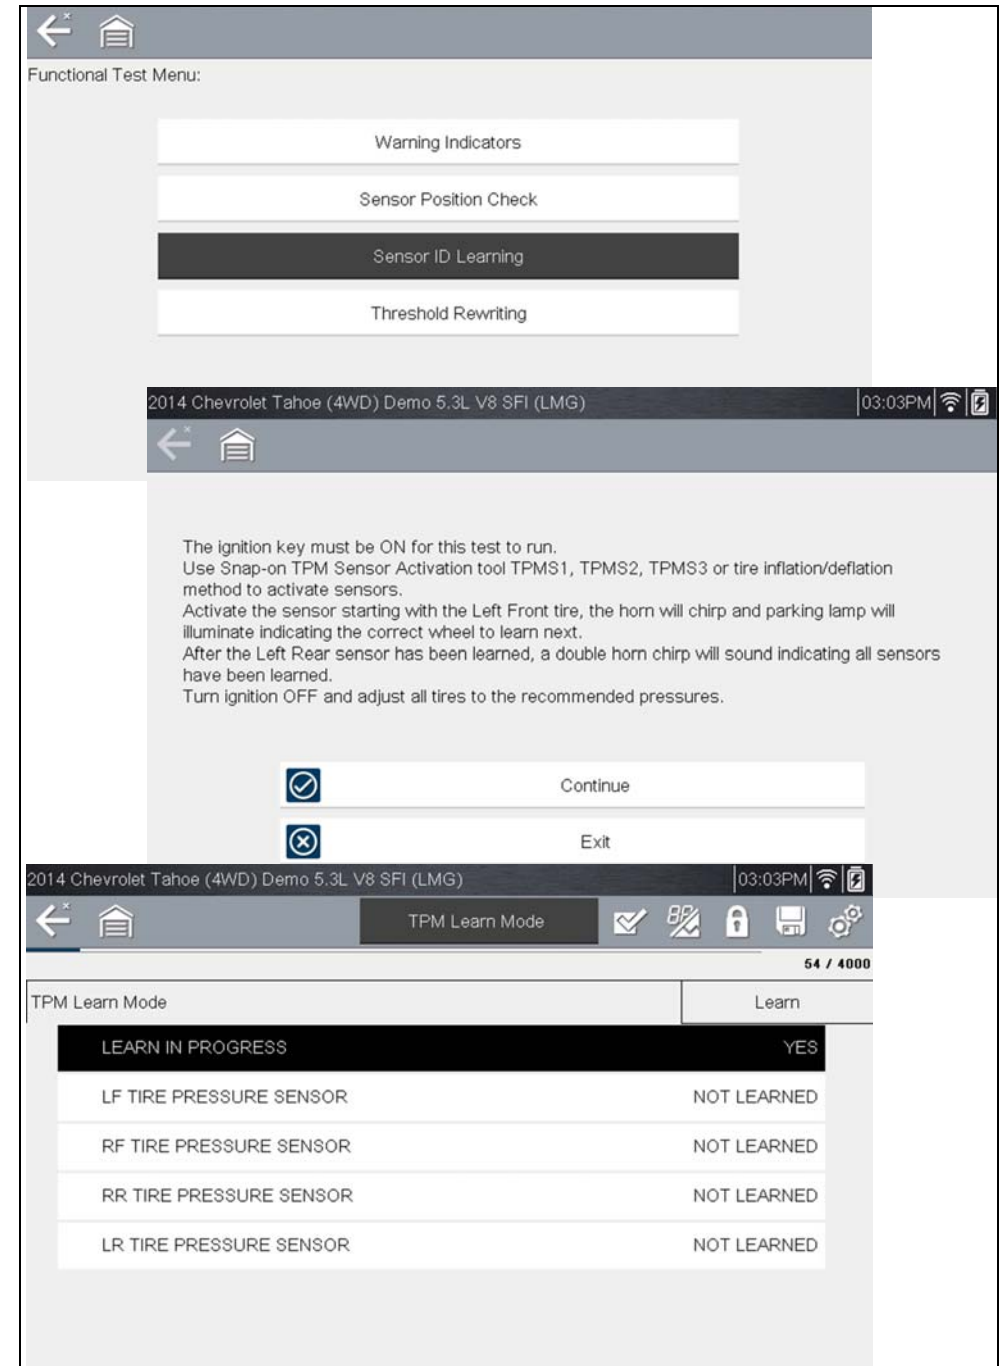 Functional Test Menu:
Warning Indicators
Sensor Position Check
Sensor ID Learning
Threshold Rewriting
2014 Chevrolet Tahoe (4WD) Demo 5.3L V8 SFI (LMG) 03:03PM
The ignition key must be ON for this test to run.
Use Snap-on TPM Sensor Activation tool TPMS1, TPMS2, TPMS3 or tire inflation/deflation
method to activate sensors.
Activate the sensor starting with the Left Front tire, the horn will chirp and parking lamp will
illuminate indicating the correct wheel to learn next.
After the Left Rear sensor has been learned, a double horn chirp will sound indicating all sensors
have been learned.
Turn ignition OFF and adjust all tires to the recommended pressures.
Continue
Exit
2014 Chevrolet Tahoe (4WD) Demo 5.3L V8 SFI (LMG) 03:03PM
TPM Learn Mode
54 / 4000
TPM Learn Mode Learn
LEARN IN PROGRESS YES
LF TIRE PRESSURE SENSOR NOT LEARNED
RF TIRE PRESSURE SENSOR NOT LEARNED
RR TIRE PRESSURE SENSOR NOT LEARNED
LR TIRE PRESSURE SENSOR NOT LEARNED